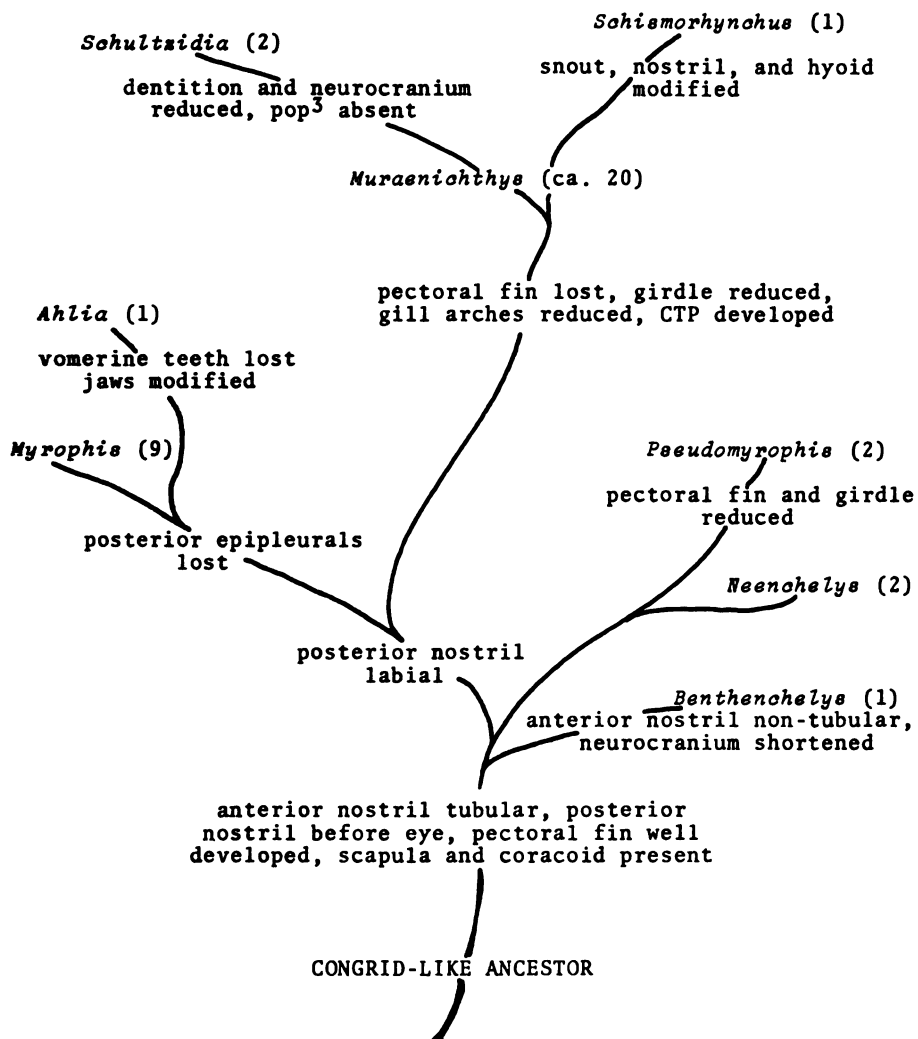 Schismorhynchus (1)
Schultzidia (2)
snout, nostril, and hyoid
modified
dentition and neurocranium
reduced, pop3 absent
Muraenichthys (ca. 20)
pectoral fin lost, girdle reduced,
gill arches reduced, CTP developed
Ahlia (1)
vomerine teeth lost
jaws modified
Myrophis (9)
Pseudomyrophis (2)
pectoral fin and girdle
reduced
posterior epipleurals
lost
Neenchelys (2)
posterior nostril
labial
Benthenchelys (1)
anterior nostril non-tubular,
neurocranium shortened
anterior nostril tubular, posterior
nostril before eye, pectoral fin well
developed, scapula and coracoid present
CONGRID-LIKE ANCESTOR